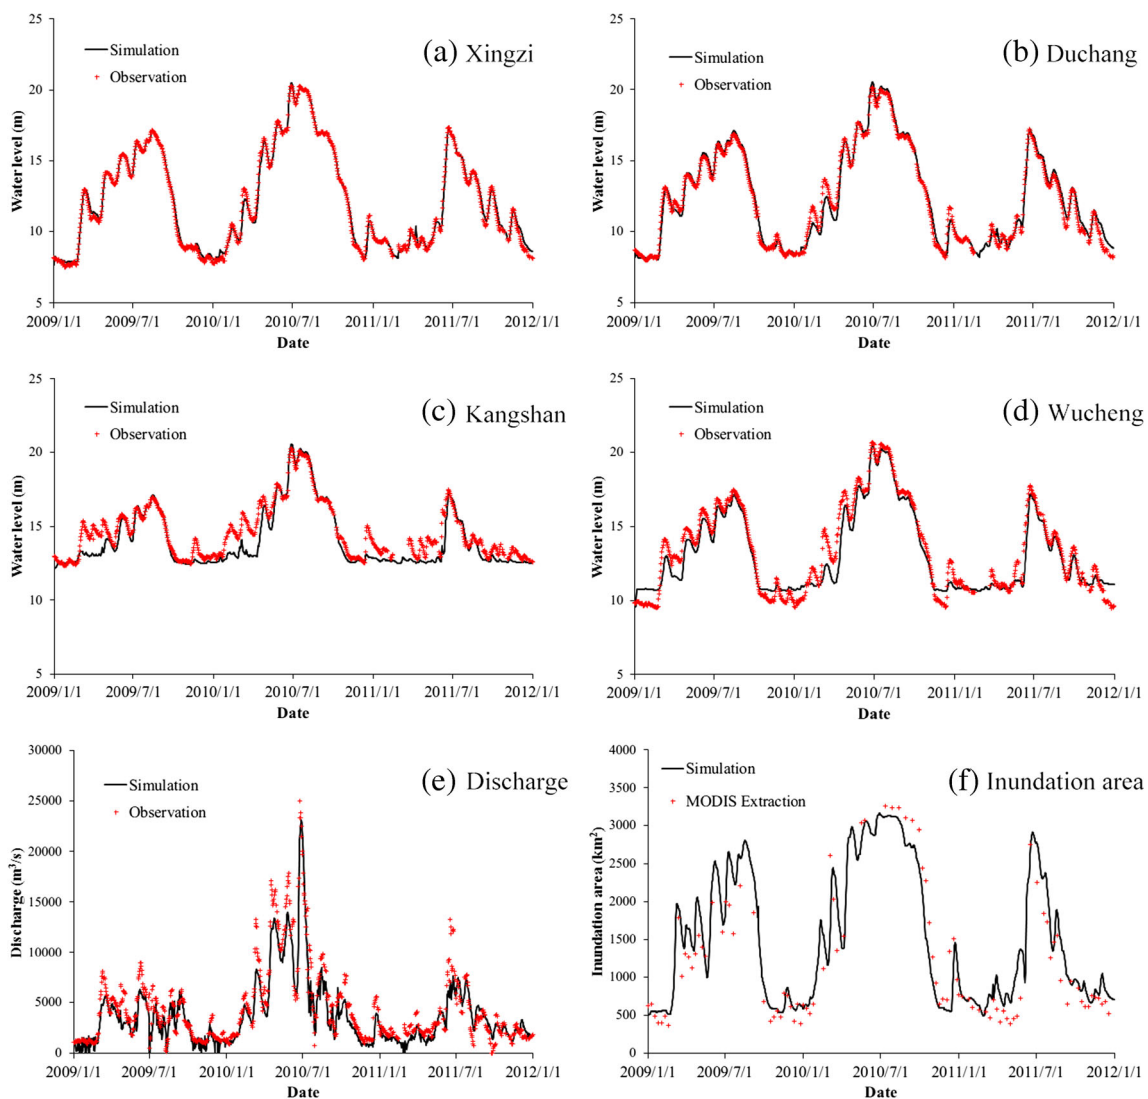 25
20
15
10
5
Water level (m)
Simulation
Observation
(a) Xingzi
2009/1/1 2009/7/1 2010/1/1 2010/7/1 2011/1/1 2011/7/1 2012/1/1
Date
25
20
15
10
5
Water level (m)
Simulation
Observation
(b) Duchang
2009/1/1 2009/7/1 2010/1/1 2010/7/1 2011/1/1 2011/7/1 2012/1/1
Date
25
20
15
10
5
Water level (m)
Simulation
Observation
(c) Kangshan
2009/1/1 2009/7/1 2010/1/1 2010/7/1 2011/1/1 2011/7/1 2012/1/1
Date
25
20
15
10
5
Water level (m)
Simulation
Observation
(d) Wucheng
2009/1/1 2009/7/1 2010/1/1 2010/7/1 2011/1/1 2011/7/1 2012/1/1
Date
30000
25000
20000
15000
10000
5000
0
Discharge (m³/s)
Simulation
Observation
(e) Discharge
2009/1/1 2009/7/1 2010/1/1 2010/7/1 2011/1/1 2011/7/1 2012/1/1
Date
4000
3500
3000
2500
2000
1500
1000
500
0
Inundation area (km²)
Simulation
MODIS Extraction
(f) Inundation area
2009/1/1 2009/7/1 2010/1/1 2010/7/1 2011/1/1 2011/7/1 2012/1/1
Date